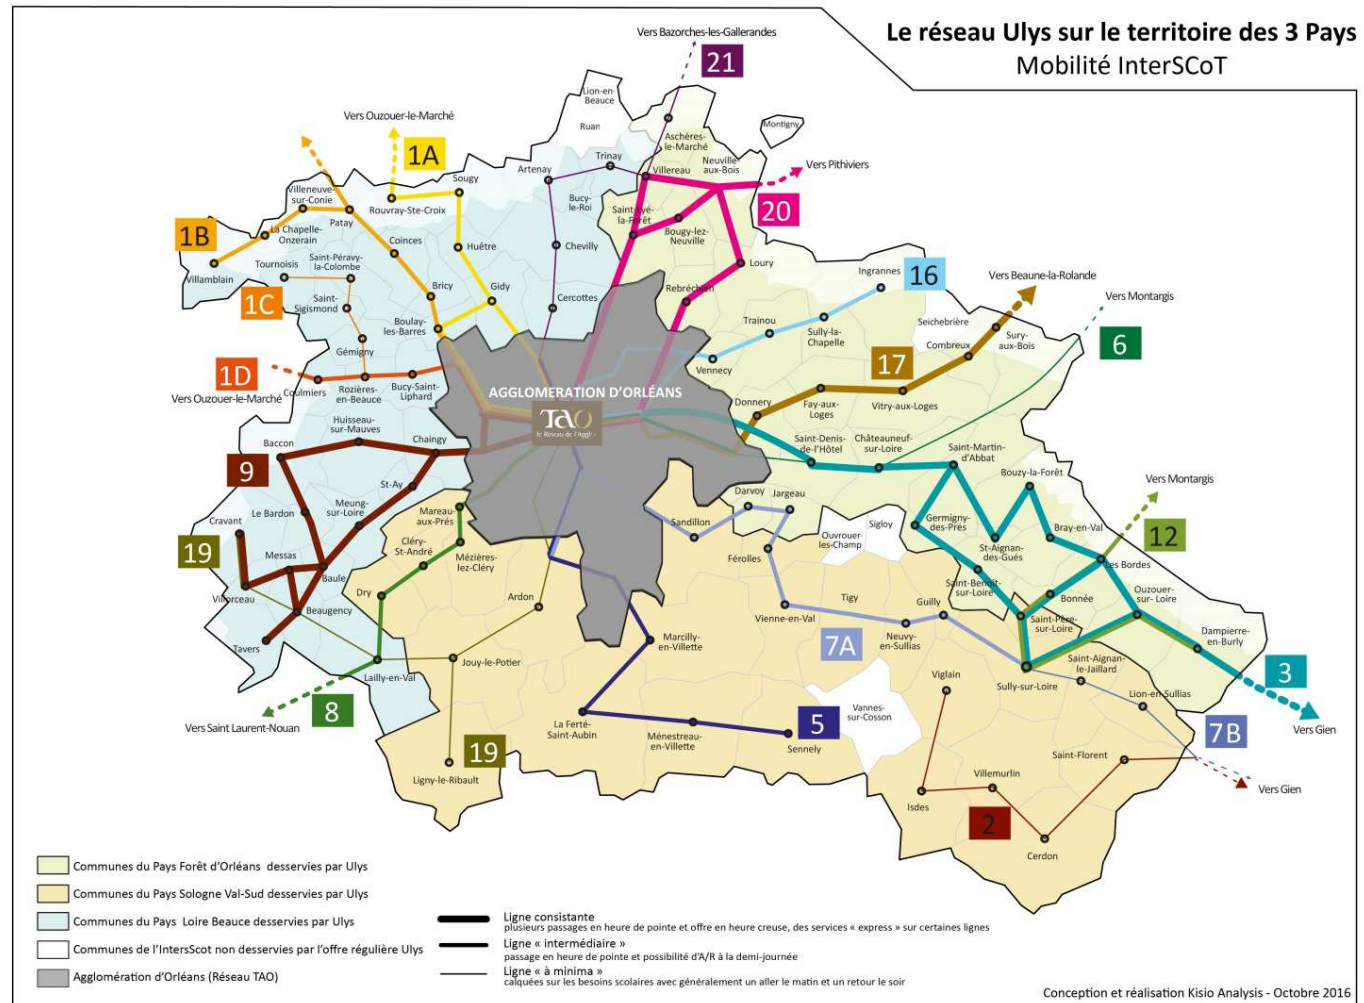 Le réseau Ulys sur le territoire des 3 Pays
Mobilité InterSCoT
Vers Bazorches-les-Gallerandes
21
Lion-en-
Beauce
Ruan
Montigny
Vers Ouzouer-le-Marché
1A
Aschères-
le-Marché
Trinay
Artenay
Villereau
Neuville-
aux-Bois
Vers Pithiviers
Sougy
Villeneuve-
sur-Conie
Rouvray-Ste-Croix
Bucy-
le-Roi
20
Saint-Lyé-
la-Forêt
Patay
La Chapelle-
Onzerain
1B
Bougy-lez-
Neuville
Coinces
Huêtre
Chevilly
Villamblain
Tournoisis
Saint-Péravy-
la-Colombe
Loury
Ingrannes
16
Vers Beaune-la-Rolande
1C
Saint-
Sigismond
Bricy
Gidy
Cercottes
Rebréchien
Vers Montargis
Boulay-
les-Barres
Trainou
Sully-la-
Chapelle
Seichebrière
Sury-
aux-Bois
Combreux
6
Gémigny
Vennecy
17
1D
Coulmiers
Vers Ouzouer-le-Marché
Rozières-
en-Beauce
Bucy-Saint-
Liphard
AGGLOMERATION D'ORLÉANS
TAO
le Réseau de l'Agglo
Donnery
Fay-aux-
Loges
Vitry-aux-Loges
Huisseau-
sur-Mauves
Baccon
Chaingy
Saint-Denis-
de-l'Hôtel
Châteauneuf-
sur-Loire
Saint-Martin-
d'Abbat
Bouzy-la-Forêt
9
St-Ay
Vers Montargis
Meung-
sur-Loire
Le Bardon
Cravant
Mareau-
aux-Prés
Darvoy
Jargeau
Sandillon
Sigloy
Ouvrouer-
les-Champ
Germigny-
des-Prés
St-Aignan-
des-Gués
Bray-en-Val
12
Les Bordes
19
Messas
Cléry-
St-André
Mézières-
lez-Cléry
Férolles
Baule
Villorceau
Dry
Ardon
Saint-Benoît-
sur-Loire
Bonnée
Ouzouer-
sur- Loire
Beaugency
Tigy
Guilly
Vienne-en-Val
Saint-Père-
sur-Loire
Neuvy-
en-Sullias
Dampierre-
en-Burly
Tavers
Marcilly-
en-Villette
7A
Jouy-le-Potier
Lailly-en-Val
Saint-Aignan-
le-Jaillard
Viglain
Sully-sur-Loire
3
Lion-en-Sullias
8
Vers Saint Laurent-Nouan
La Ferté-
Saint-Aubin
Ménestreau-
en-Villette
5
Sennely
Vannes-
sur-Cosson
Vers Gien
7B
19
Ligny-le-Ribault
Saint-Florent
Villemurlin
Isdes
Vers Gien
2
Cerdon
Communes du Pays Forêt d'Orléans desservies par Ulys
Communes du Pays Sologne Val-Sud desservies par Ulys
Communes du Pays Loire Beauce desservies par Ulys
Communes de l'IntersScot non desservies par l'offre régulière Ulys
Agglomération d'Orléans (Réseau TAO)
Ligne consistante
plusieurs passages en heure de pointe et offre en heure creuse, des services « express » sur certaines lignes
Ligne « intermédiaire »
passage en heure de pointe et possibilité d'A/R à la demi-journée
Ligne « à minima »
calquées sur les besoins scolaires avec généralement un aller le matin et un retour le soir
Conception et réalisation Kisio Analysis - Octobre 2016